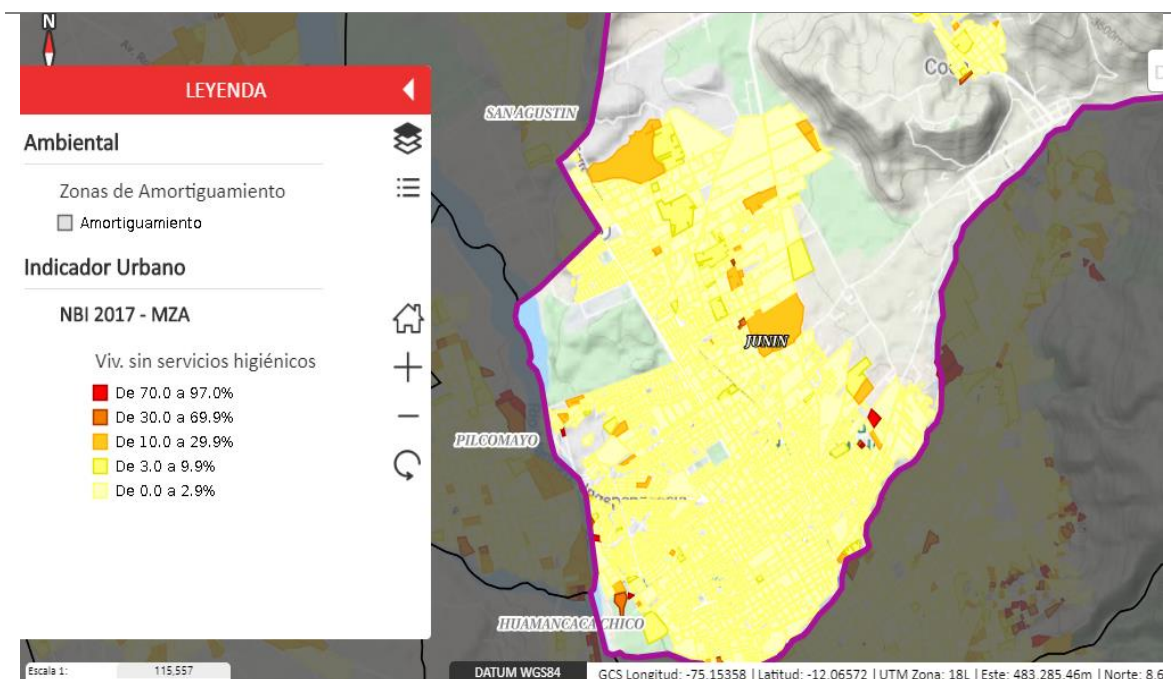 N
LEYENDA
Ambiental
Zonas de Amortiguamiento
Amortiguamiento
Indicador Urbano
NBI 2017 - MZA
Viv. sin servicios higiénicos
De 70.0 a 97.0%
De 30.0 a 69.9%
De 10.0 a 29.9%
De 3.0 a 9.9%
De 0.0 a 2.9%
SAN AGUSTIN
3600m
JUNIN
PILCOMAYO
HUAMANCACA CHICO
Escala 1: 115,557
DATUM WGS84
GCS Longitud: -75.15358 | Latitud: -12.06572 | UTM Zona: 18L | Este: 483,285.46m | Norte: 8,6